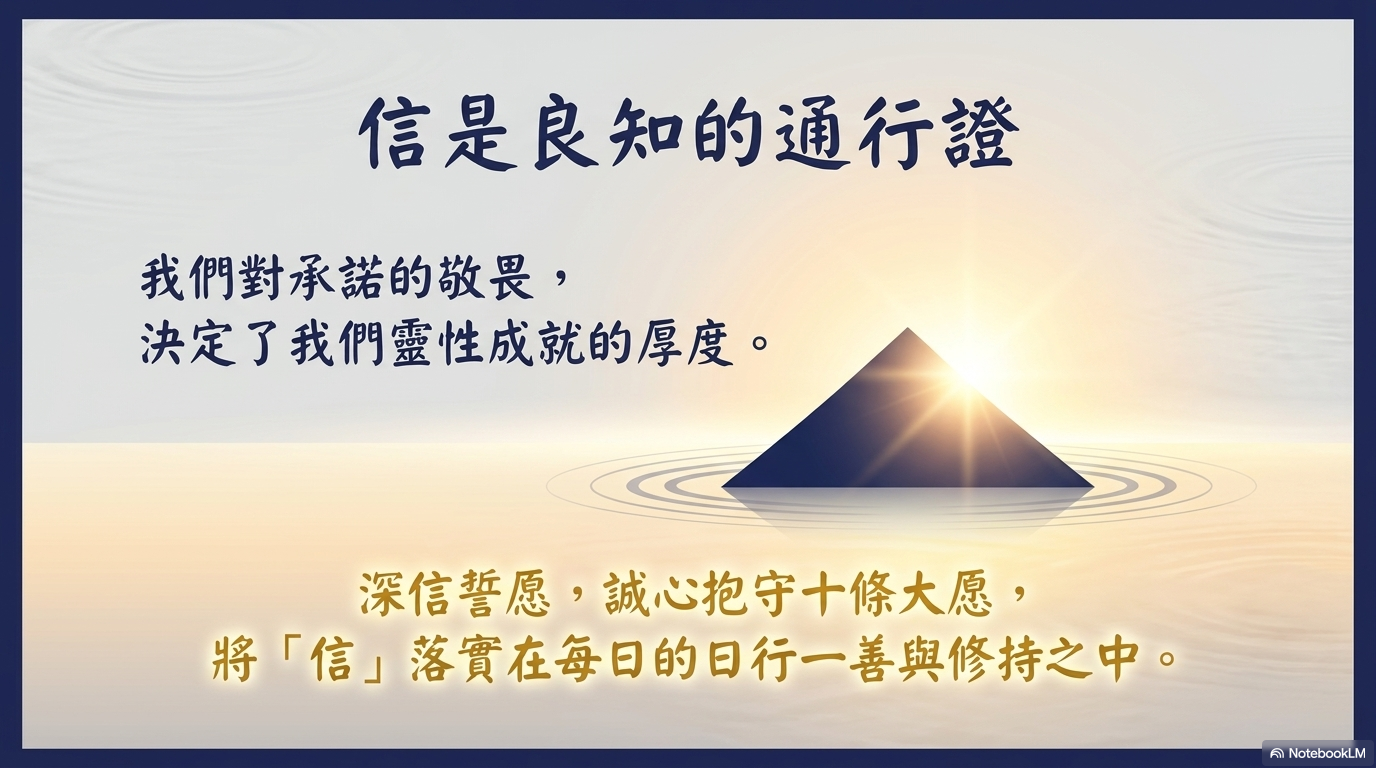 信是良知的通行證
我們對承諾的敬畏，
決定了我們靈性成就的厚度。
深信誓愿，誠心抱守十條大愿，
將「信」落實在每日的日行一善與修持之中。
NotebookLM